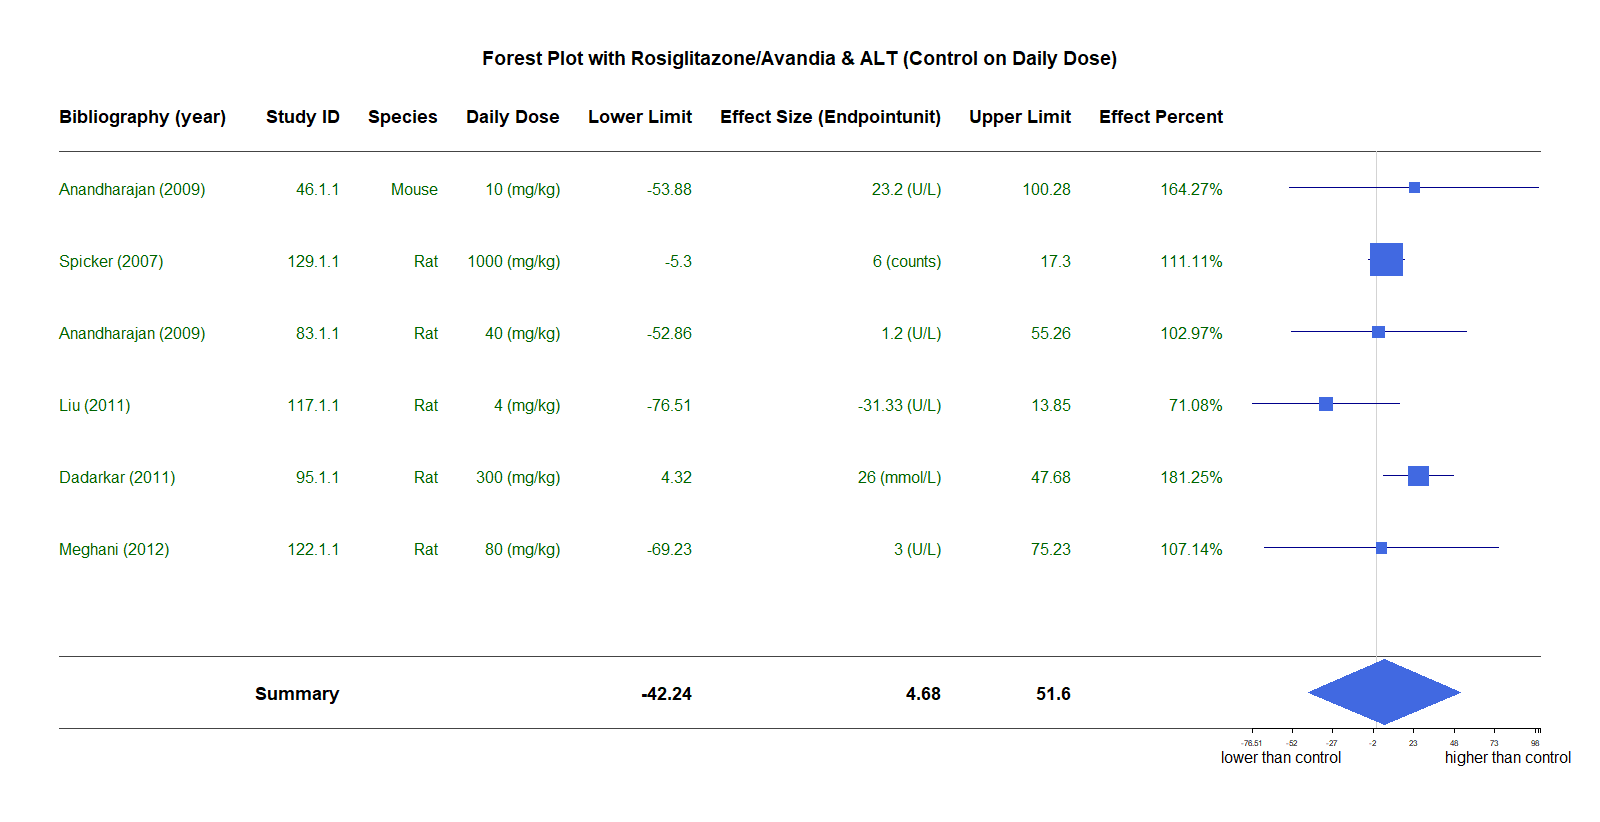 Forest Plot with Rosiglitazone/Avandia & ALT (Control on Daily Dose)
Bibliography (year) Study ID Species Daily Dose Lower Limit Effect Size (Endpointunit) Upper Limit Effect Percent
Anandharajan (2009) 46.1.1 Mouse 10 (mg/kg) -53.88 23.2 (U/L) 100.28 164.27%
Spicker (2007) 129.1.1 Rat 1000 (mg/kg) -5.3 6 (counts) 17.3 111.11%
Anandharajan (2009) 83.1.1 Rat 40 (mg/kg) -52.86 1.2 (U/L) 55.26 102.97%
Liu (2011) 117.1.1 Rat 4 (mg/kg) -76.51 -31.33 (U/L) 13.85 71.08%
Dadarkar (2011) 95.1.1 Rat 300 (mg/kg) 4.32 26 (mmol/L) 47.68 181.25%
Meghani (2012) 122.1.1 Rat 80 (mg/kg) -69.23 3 (U/L) 75.23 107.14%
Summary -42.24 4.68 51.6
-76.51 -52 -27 -2 23 48 73 98
lower than control higher than control